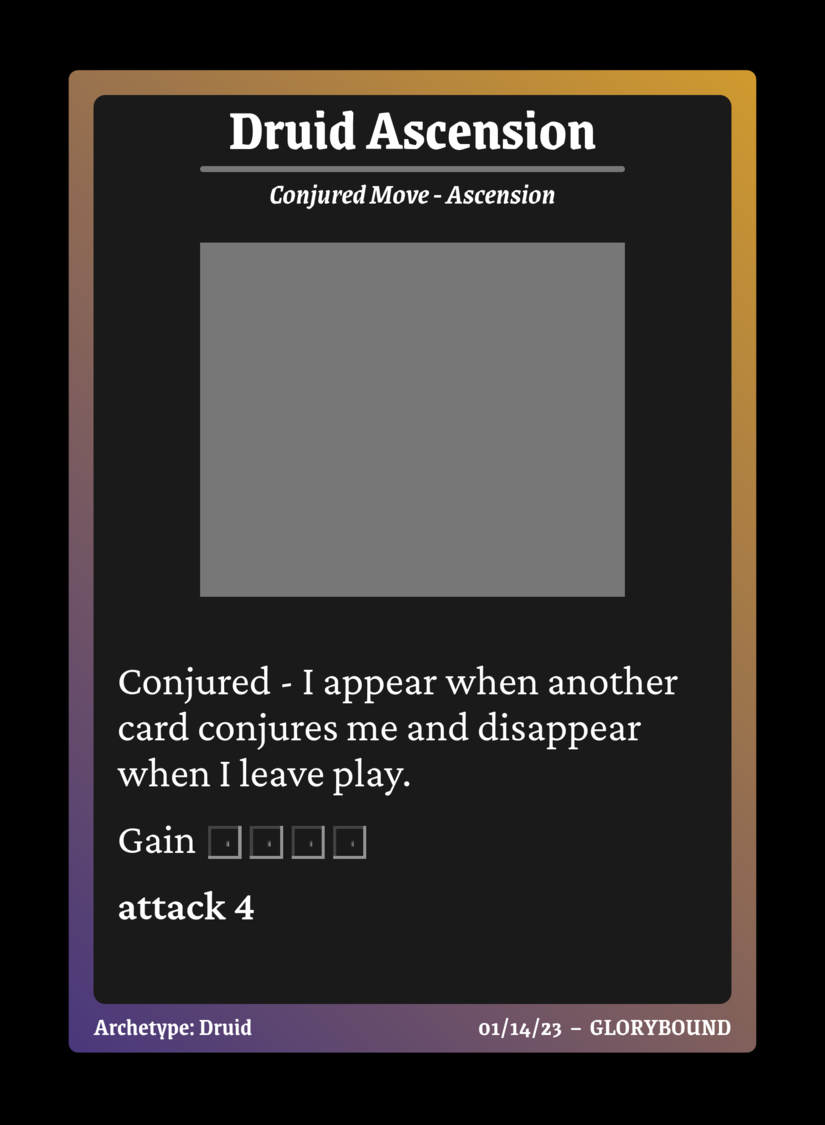 Druid Ascension
Conjured Move - Ascension
Conjured - I appear when another
card conjures me and disappear
when I leave play.
Gain
attack 4
Archetype: Druid
01/14/23 – GLORYBOUND